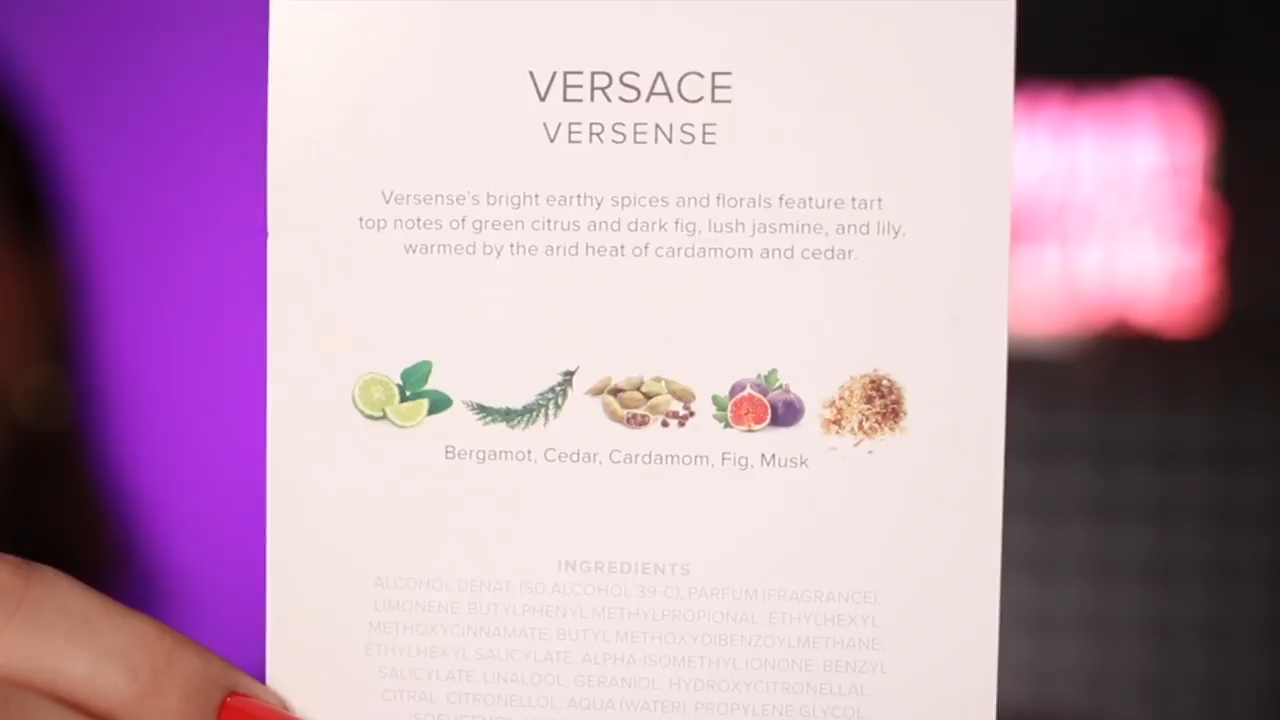 VERSACE
VERSENSE
Versense's bright earthy spices and florals feature tart
top notes of green citrus and dark fig, lush jasmine, and lily,
warmed by the arid heat of cardamom and cedar.
Bergamot, Cedar, Cardamom, Fig, Musk
INGREDIENTS
ALCOHOL DENAT. (SD ALCOHOL 39-C), PARFUM (FRAGRANCE),
LIMONENE, BUTYLPHENYL METHYLPROPIONAL, ETHYLHEXYL
METHOXYCINNAMATE, BUTYL METHOXYDIBENZOYLMETHANE,
ETHYLHEXYL SALICYLATE, ALPHA-ISOMETHYL IONONE, BENZYL
SALICYLATE, LINALOOL, GERANIOL, HYDROXYCITRONELLAL,
CITRAL, CITRONELLOL, AQUA (WATER), PROPYLENE GLYCOL,